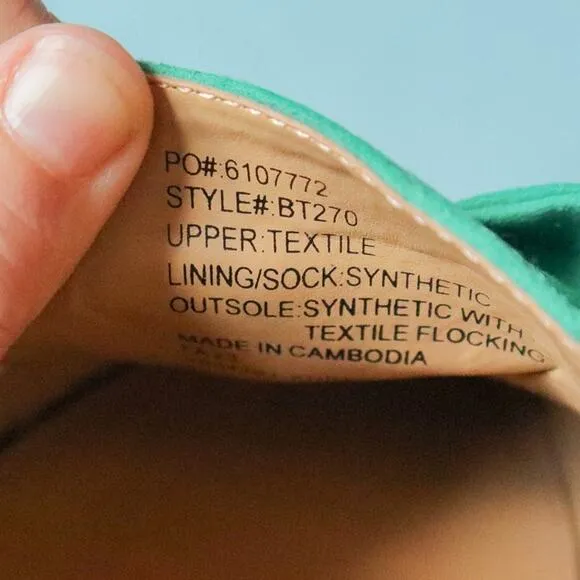 PO#:6107772
STYLE#:BT270
UPPER:TEXTILE
LINING/SOCK:SYNTHETIC
OUTSOLE:SYNTHETIC WITH
TEXTILE FLOCKING
MADE IN CAMBODIA